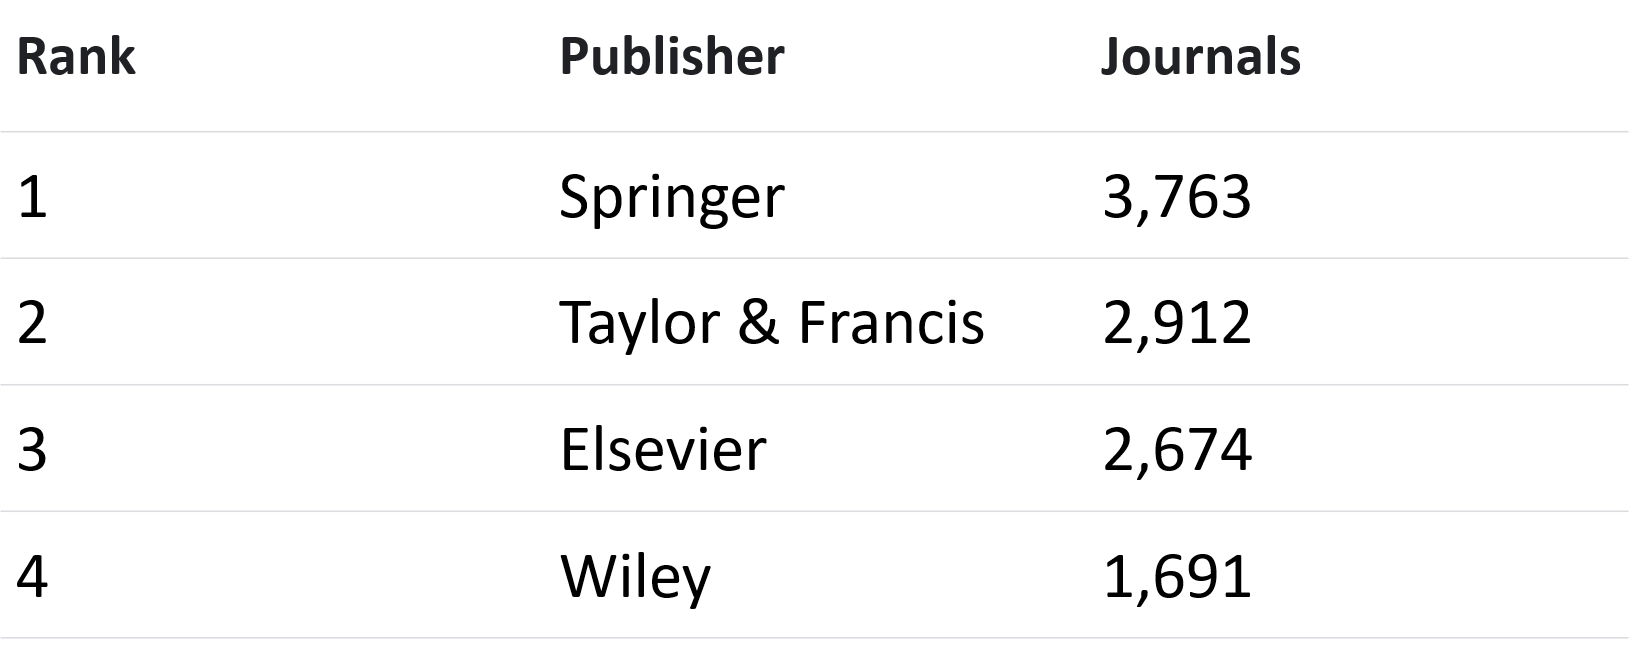 Rank Publisher Journals
1 Springer 3,763
2 Taylor & Francis 2,912
3 Elsevier 2,674
4 Wiley 1,691